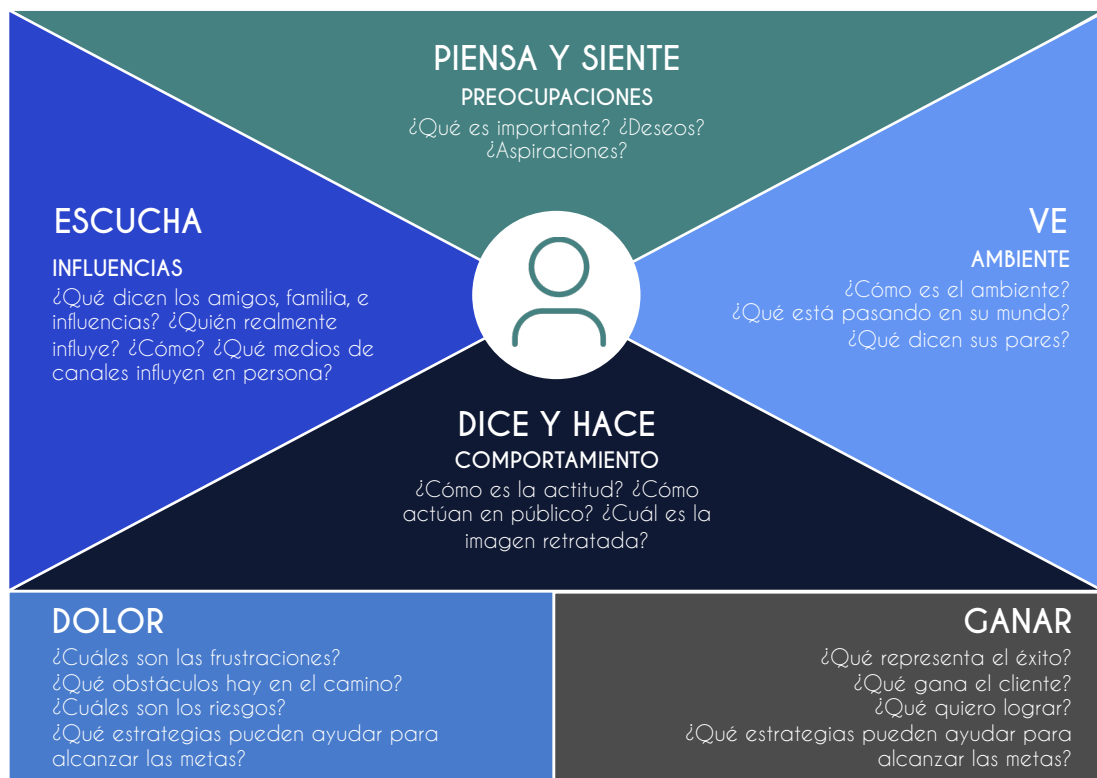 PIENSA Y SIENTE
PREOCUPACIONES
¿Qué es importante? ¿Deseos?
¿Aspiraciones?
ESCUCHA
INFLUENCIAS
¿Qué dicen los amigos, familia, e
influencias? ¿Quién realmente
influye? ¿Cómo? ¿Qué medios de
canales influyen en persona?
VE
AMBIENTE
¿Cómo es el ambiente?
¿Qué está pasando en su mundo?
¿Qué dicen sus pares?
DICE Y HACE
COMPORTAMIENTO
¿Cómo es la actitud? ¿Cómo
actúan en público? ¿Cuál es la
imagen retratada?
DOLOR
¿Cuáles son las frustraciones?
¿Qué obstáculos hay en el camino?
¿Cuáles son los riesgos?
¿Qué estrategias pueden ayudar para
alcanzar las metas?
GANAR
¿Qué representa el éxito?
¿Qué gana el cliente?
¿Qué quiero lograr?
¿Qué estrategias pueden ayudar para
alcanzar las metas?